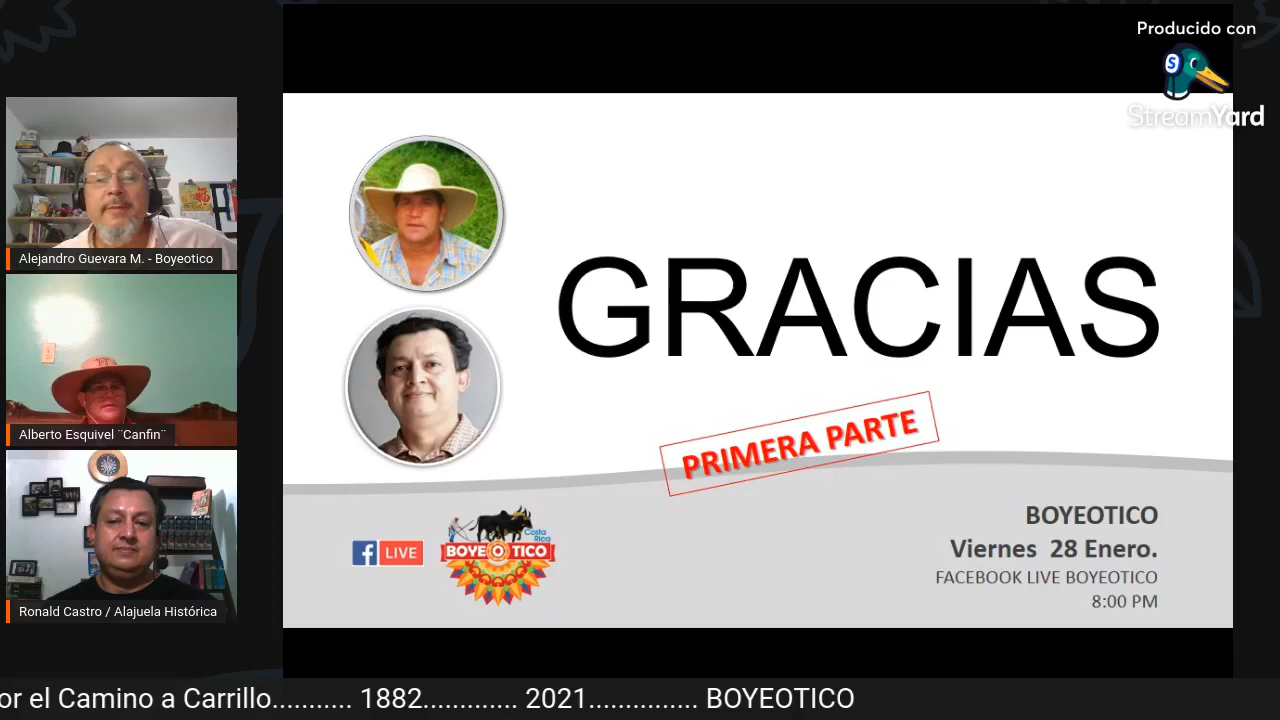 Producido con
S
StreamYard
Alejandro Guevara M. - Boyeotico
Alberto Esquivel ¨Canfin¨
Ronald Castro / Alajuela Histórica
GRACIAS
PRIMERA PARTE
f LIVE
Costa
Rica
BOYEOTICO
BOYEOTICO
Viernes 28 Enero.
FACEBOOK LIVE BOYEOTICO
8:00 PM
or el Camino a Carrillo........... 1882............. 2021............... BOYEOTICO